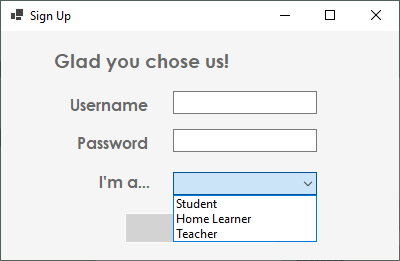 Sign Up
Glad you chose us!
Username
Password
I'm a...
Student
Home Learner
Teacher